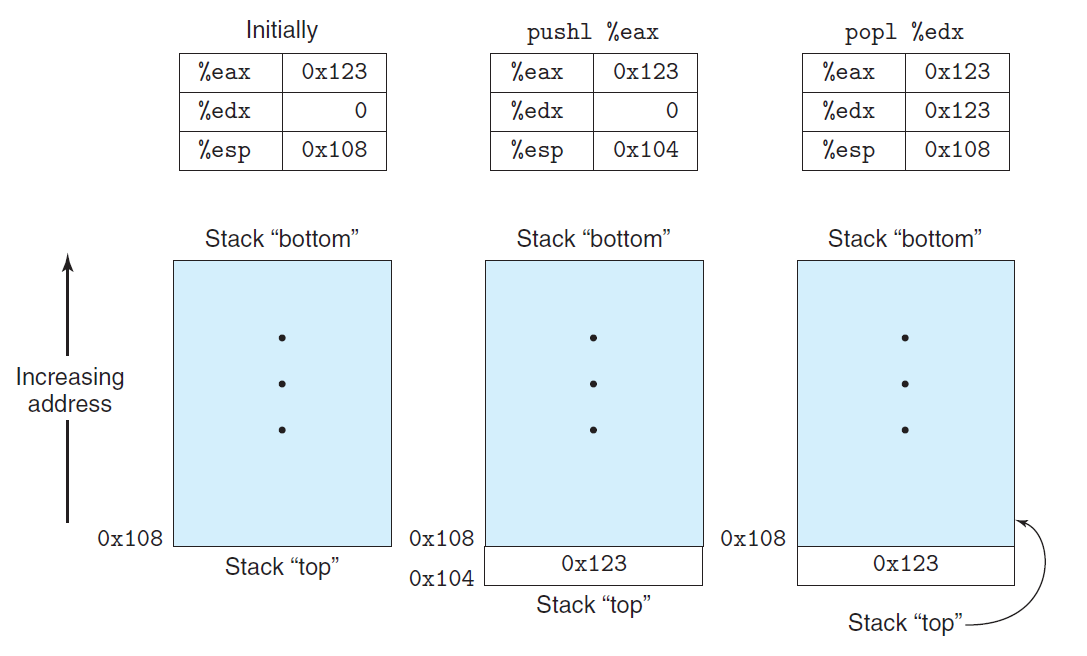 Initially
%eax 0x123
%edx 0
%esp 0x108
pushl %eax
%eax 0x123
%edx 0
%esp 0x104
popl %edx
%eax 0x123
%edx 0x123
%esp 0x108
Increasing
address
Stack “bottom”
0x108
Stack “top”
Stack “bottom”
0x108
0x123
0x104
Stack “top”
Stack “bottom”
0x108
0x123
Stack “top”